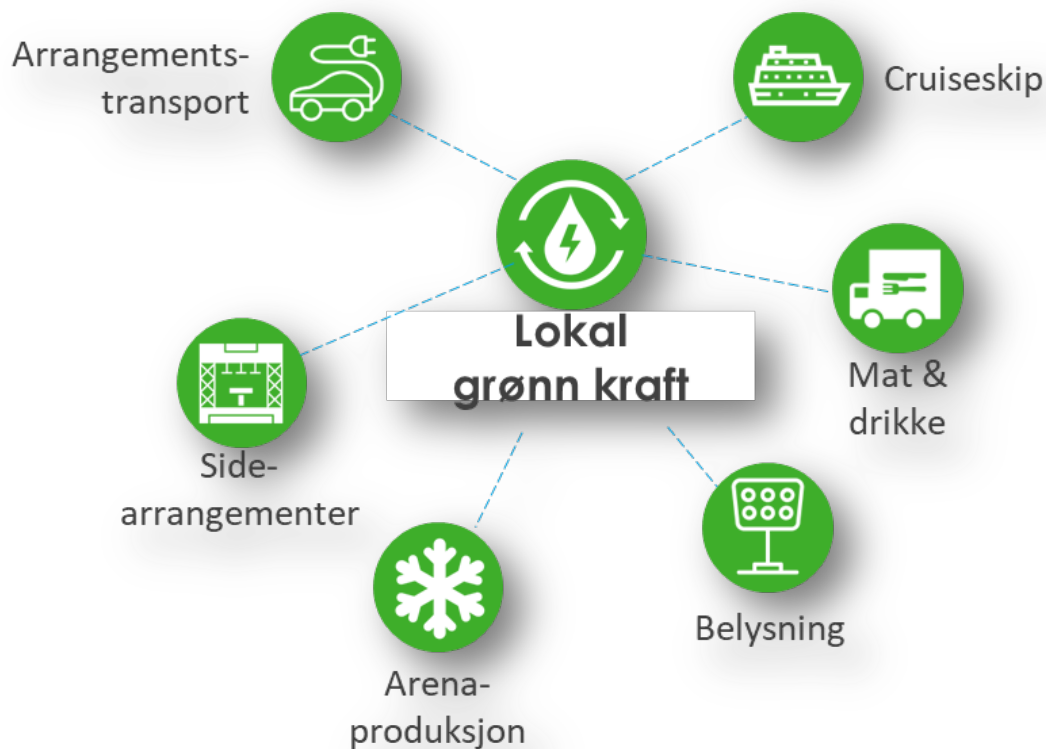 Arrangements-
transport
Cruiseskip
Lokal
grønn kraft
Mat &
drikke
Side-
arrangementer
Belysning
Arena-
produksjon